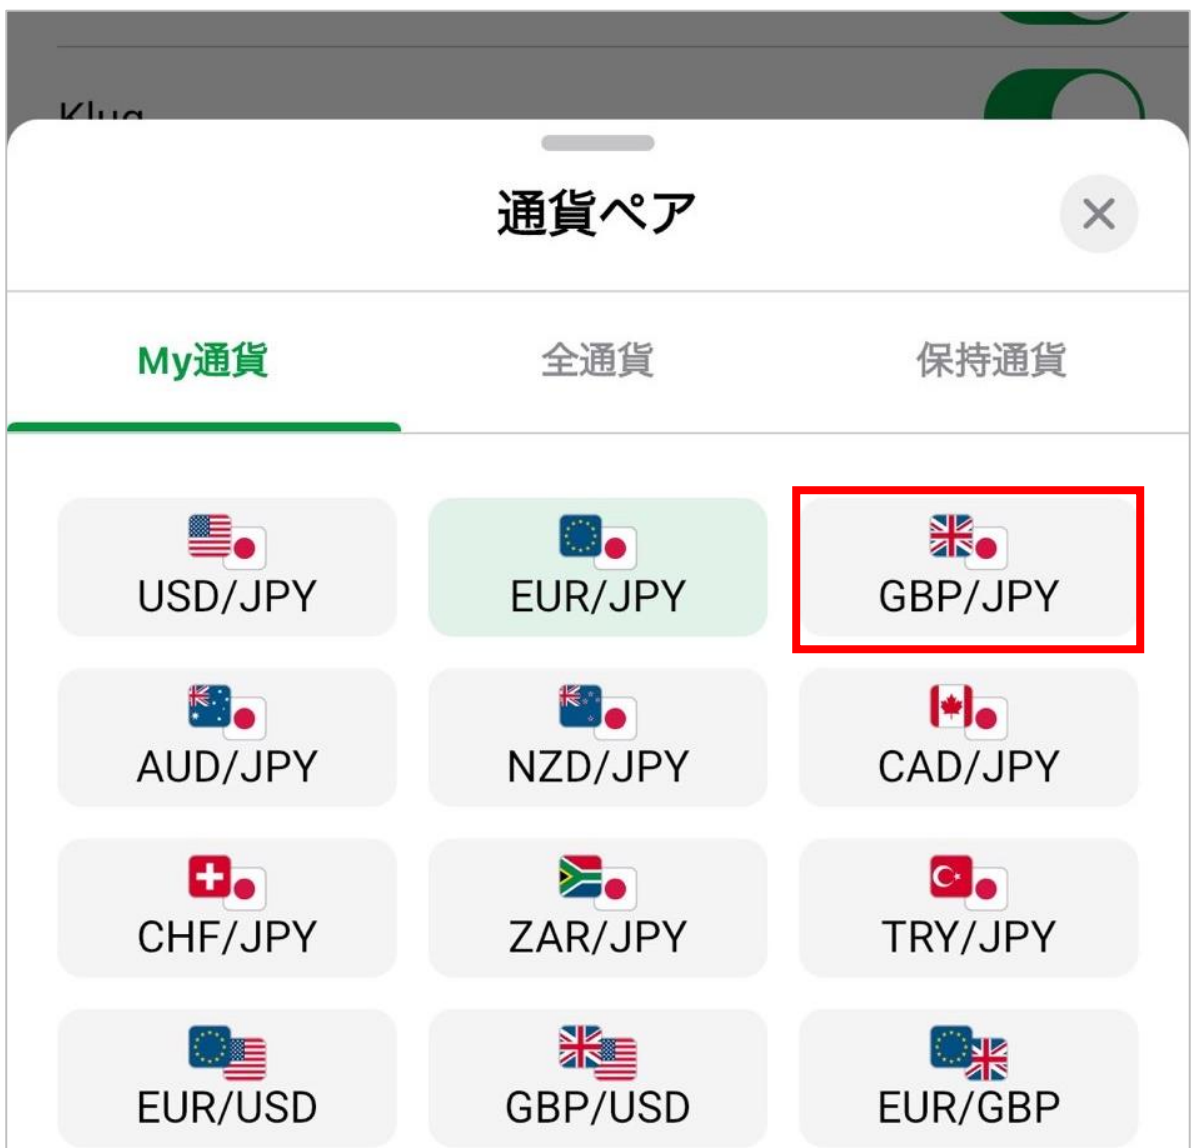 Klug
通貨ペア
My通貨 全通貨 保持通貨
USD/JPY EUR/JPY GBP/JPY
AUD/JPY NZD/JPY CAD/JPY
CHF/JPY ZAR/JPY TRY/JPY
EUR/USD GBP/USD EUR/GBP